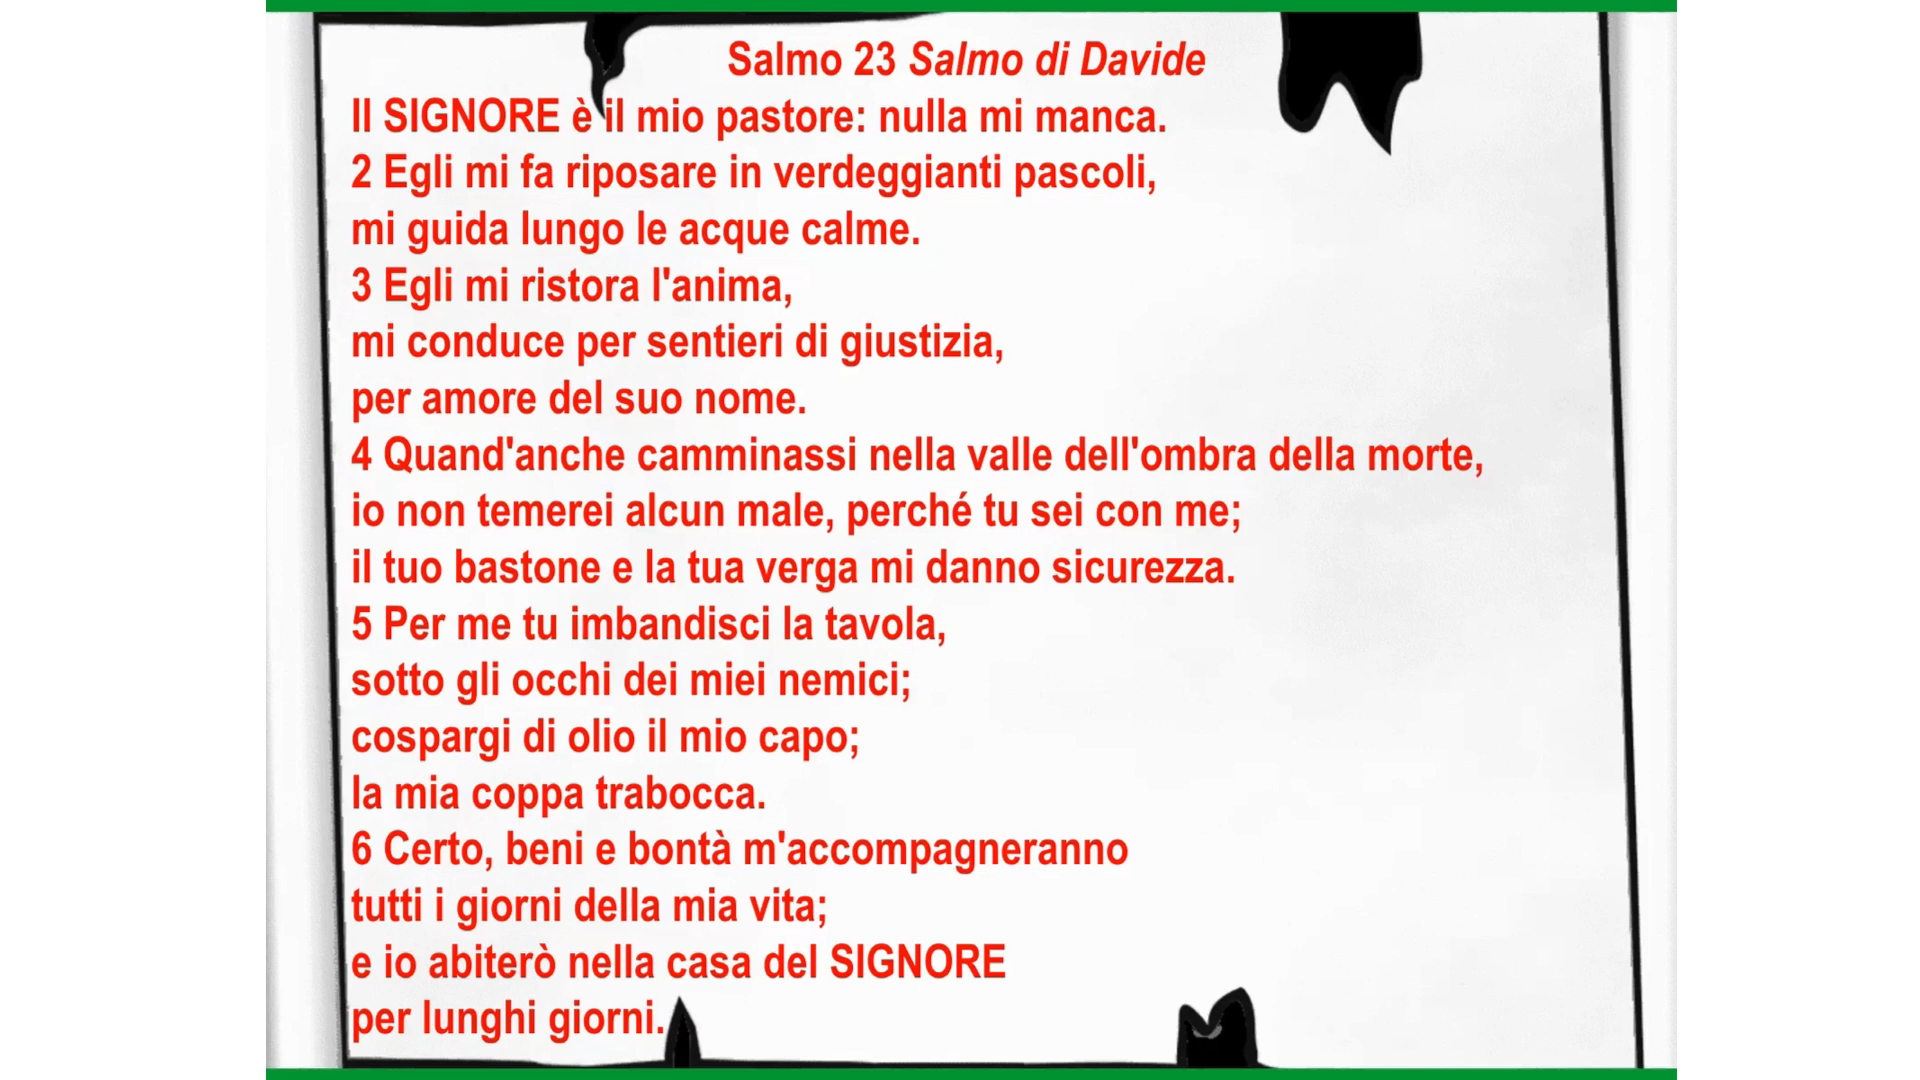 Salmo 23 Salmo di Davide
Il SIGNORE è il mio pastore: nulla mi manca.
2 Egli mi fa riposare in verdeggianti pascoli,
mi guida lungo le acque calme.
3 Egli mi ristora l'anima,
mi conduce per sentieri di giustizia,
per amore del suo nome.
4 Quand'anche camminassi nella valle dell'ombra della morte,
io non temerei alcun male, perché tu sei con me;
il tuo bastone e la tua verga mi danno sicurezza.
5 Per me tu imbandisci la tavola,
sotto gli occhi dei miei nemici;
cospargi di olio il mio capo;
la mia coppa trabocca.
6 Certo, beni e bontà m'accompagneranno
tutti i giorni della mia vita;
e io abiterò nella casa del SIGNORE
per lunghi giorni.